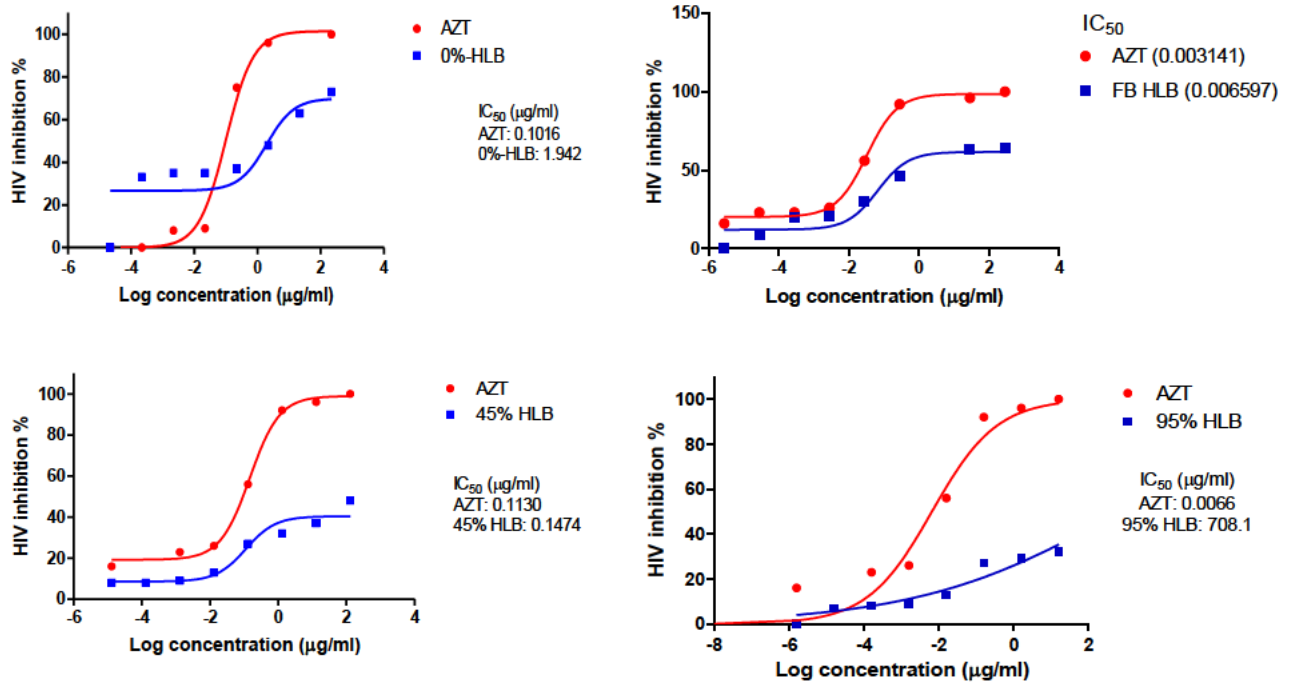 HIV inhibition %
100
80
60
40
20
0
-6
-4
-2
0
2
4
Log concentration (μg/ml)
AZT
0%-HLB
IC50 (μg/ml)
AZT: 0.1016
0%-HLB: 1.942
HIV inhibition %
150
100
50
0
-6
-4
-2
0
2
4
Log concentration (μg/ml)
IC50
AZT (0.003141)
FB HLB (0.006597)
HIV inhibition %
100
80
60
40
20
0
-6
-4
-2
0
2
4
Log concentration (μg/ml)
AZT
45% HLB
IC50 (μg/ml)
AZT: 0.1130
45% HLB: 0.1474
HIV inhibition %
100
80
60
40
20
0
-8
-6
-4
-2
0
2
Log concentration (μg/ml)
AZT
95% HLB
IC50 (μg/ml)
AZT: 0.0066
95% HLB: 708.1